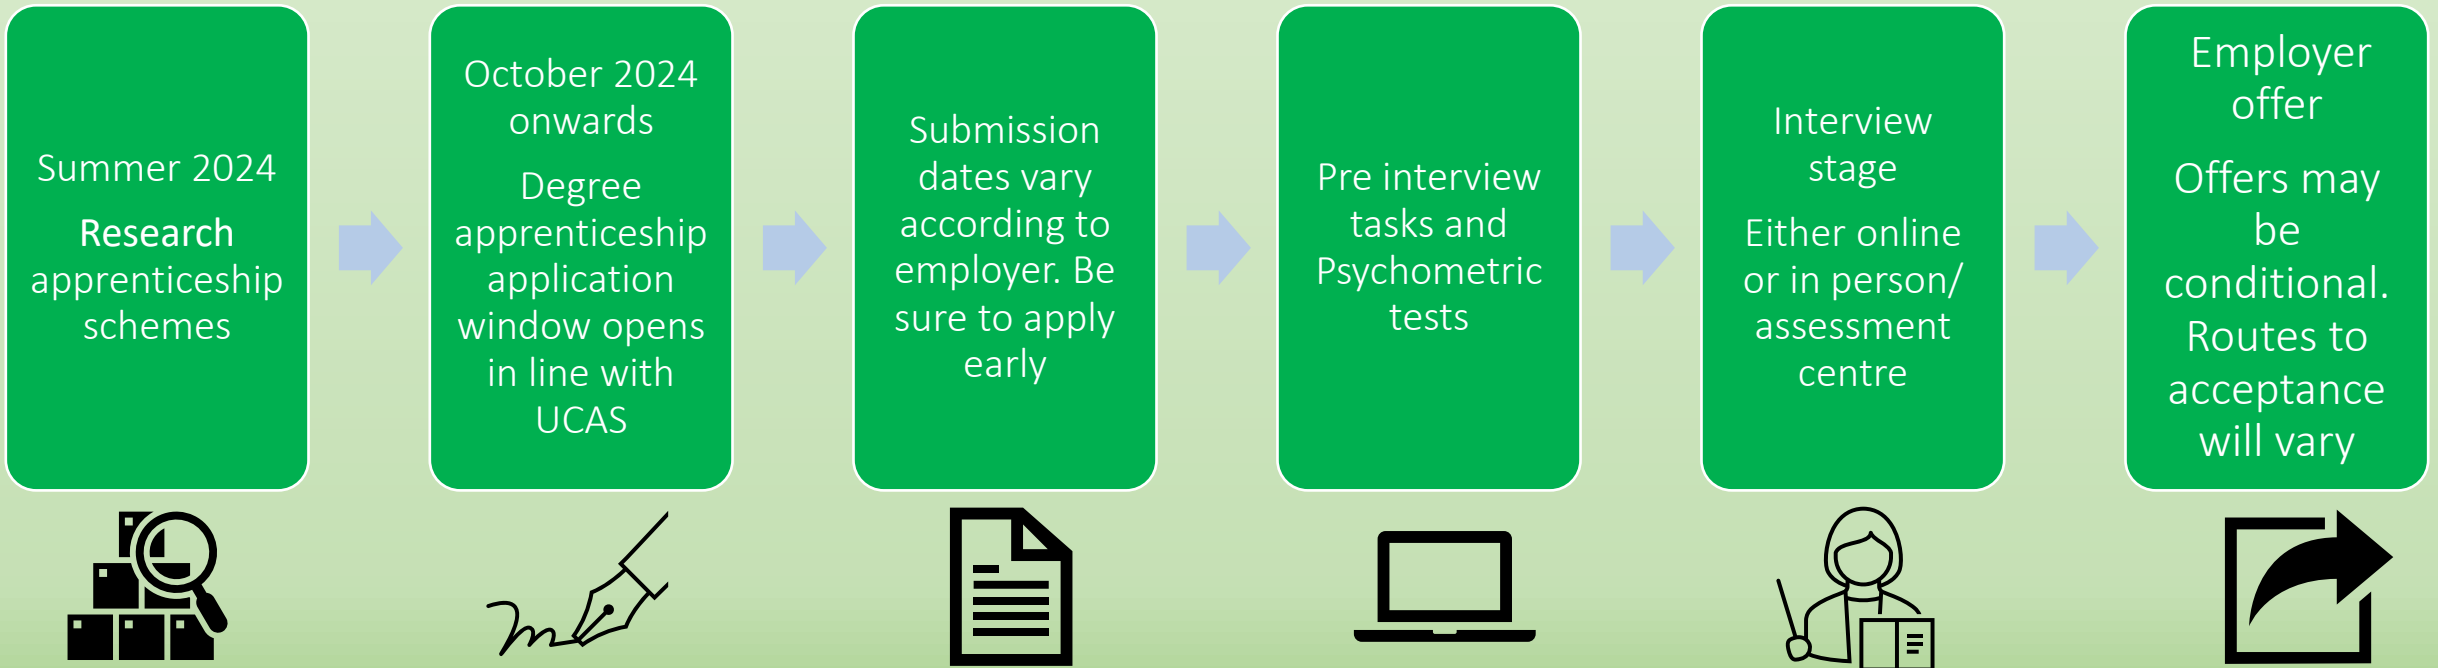 Summer 2024
Research
apprenticeship
schemes
October 2024
onwards
Degree
apprenticeship
application
window opens
in line with
UCAS
Submission
dates vary
according to
employer. Be
sure to apply
early
Pre interview
tasks and
Psychometric
tests
Interview
stage
Either online
or in person/
assessment
centre
Employer
offer
Offers may
be
conditional.
Routes to
acceptance
will vary